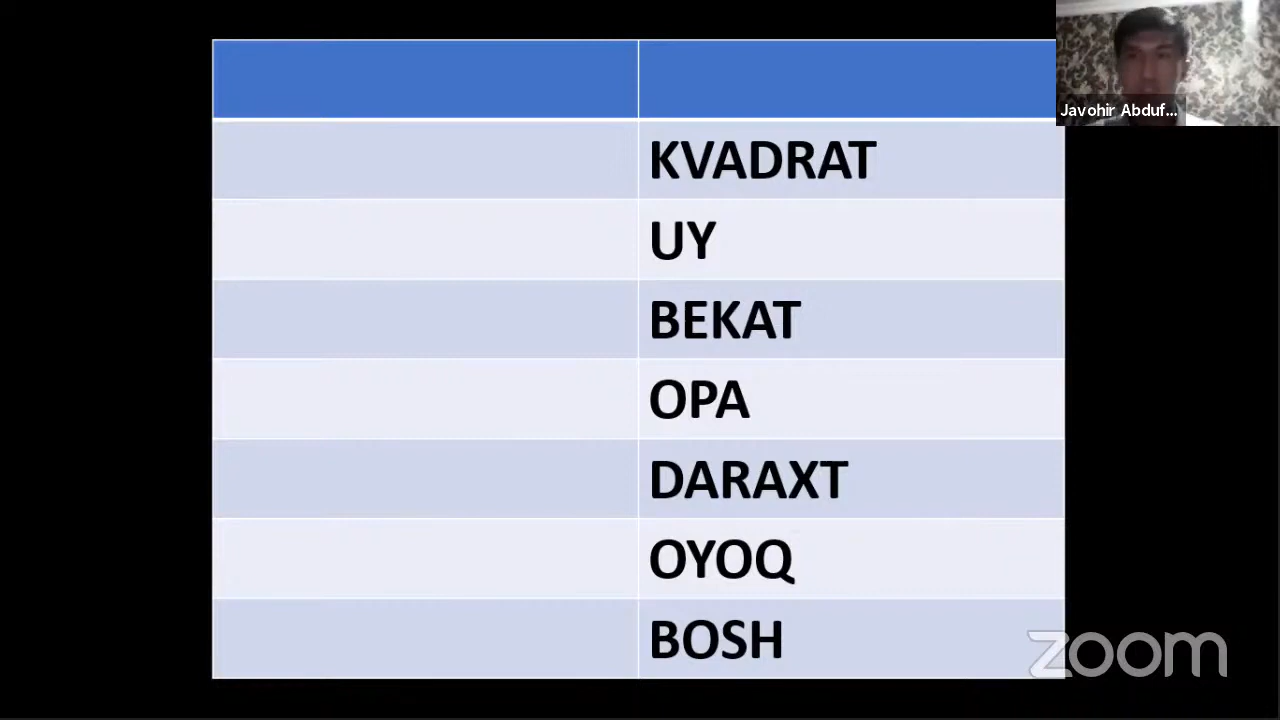 Javohir Abduf...
KVADRAT
UY
BEKAT
OPA
DARAXT
OYOQ
BOSH
zoom